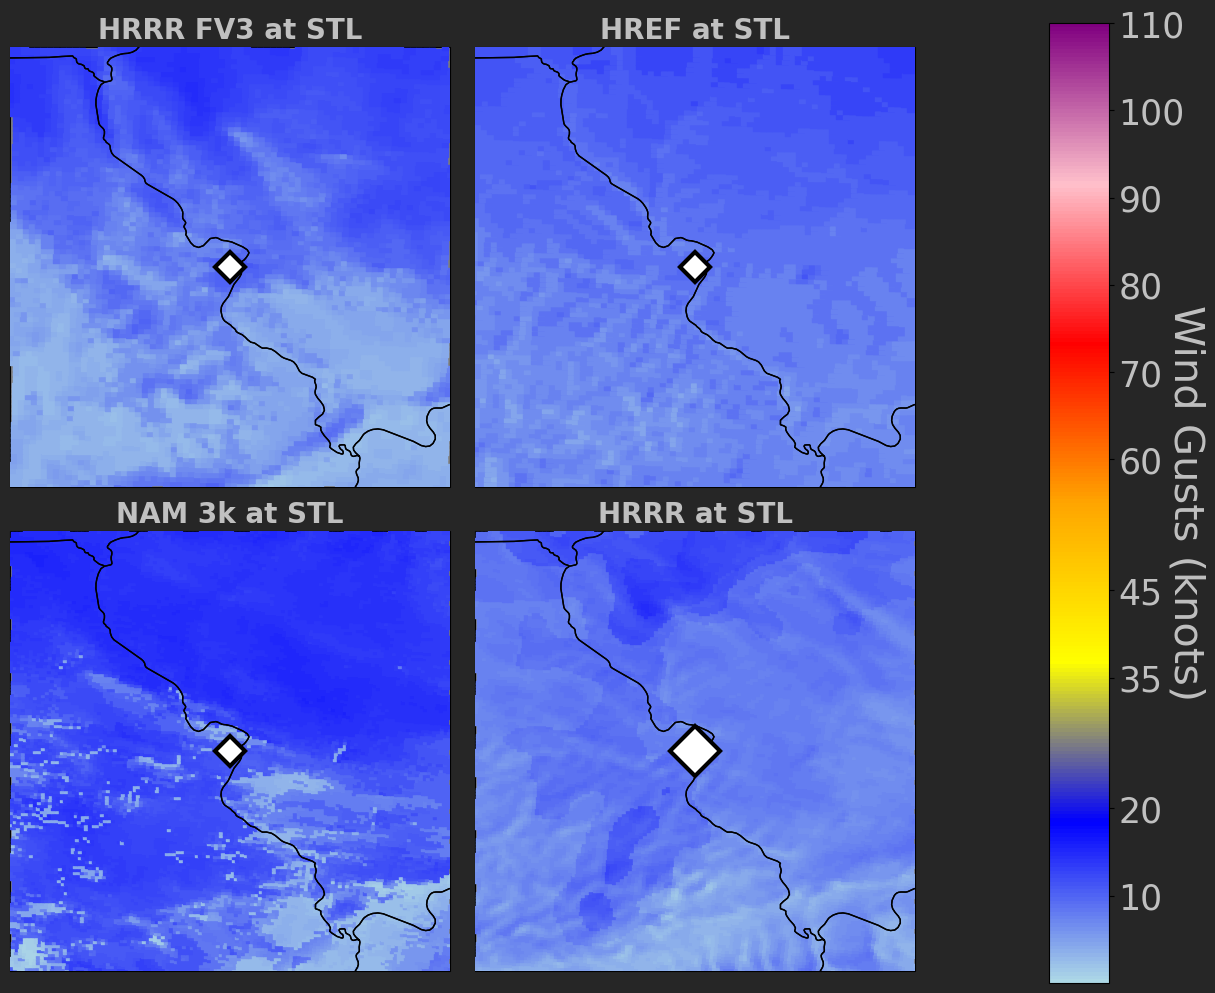 HRRR FV3 at STL
HREF at STL
NAM 3k at STL
HRRR at STL
110
100
90
80
70
60
45
35
20
10
Wind Gusts (knots)